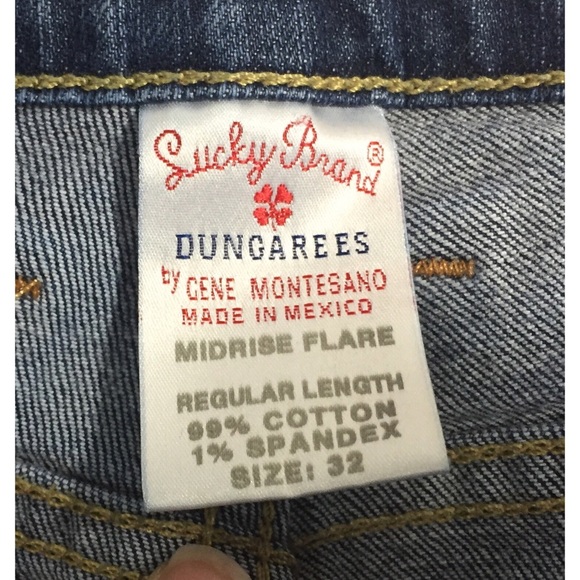 Lucky Brand®
DUNGAREES
by GENE MONTESANO
MADE IN MEXICO
MIDRISE FLARE
REGULAR LENGTH
99% COTTON
1% SPANDEX
SIZE: 32